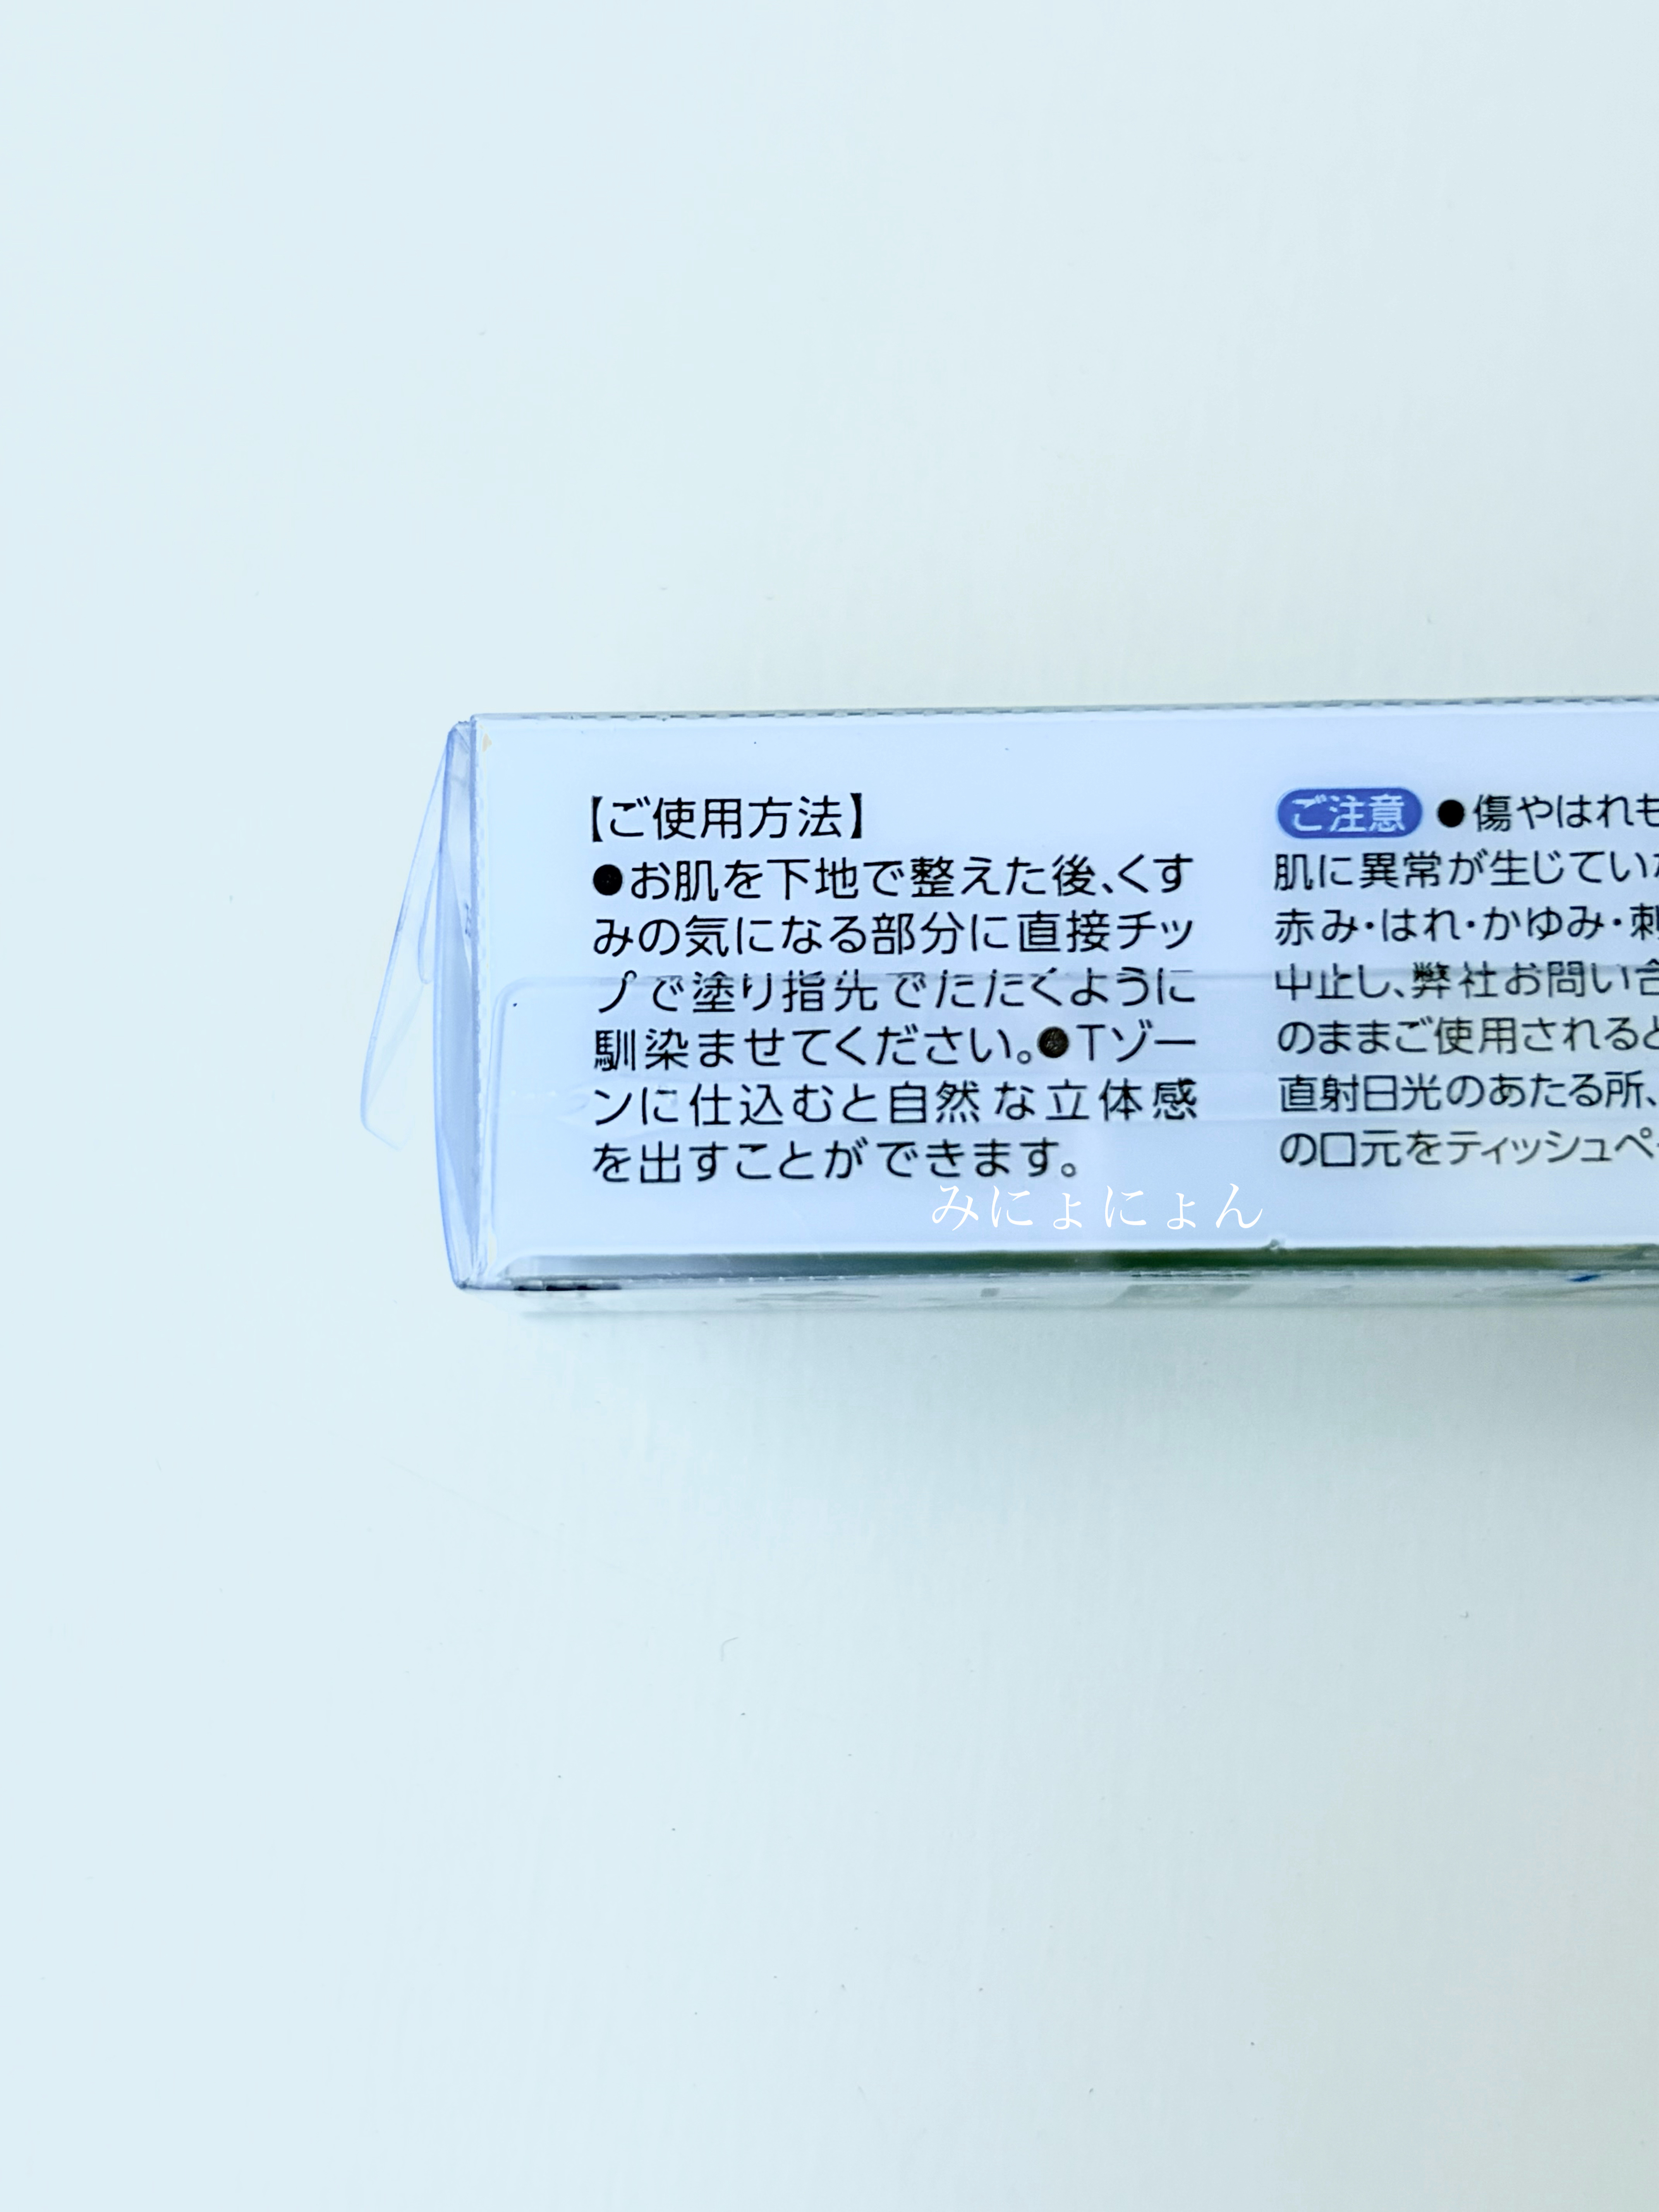 【ご使用方法】
●お肌を下地で整えた後、くす
みの気になる部分に直接チッ
プで塗り指先でたたくように
馴染ませてください。●Tゾー
ンに仕込むと自然な立体感
を出すことができます。
ご注意 ●傷やはれも
肌に異常が生じていな
赤み・はれ・かゆみ・刺
中止し、弊社お問い合
のままご使用されると
直射日光のあたる所、
の口元をティッシュペー
みにょにょん